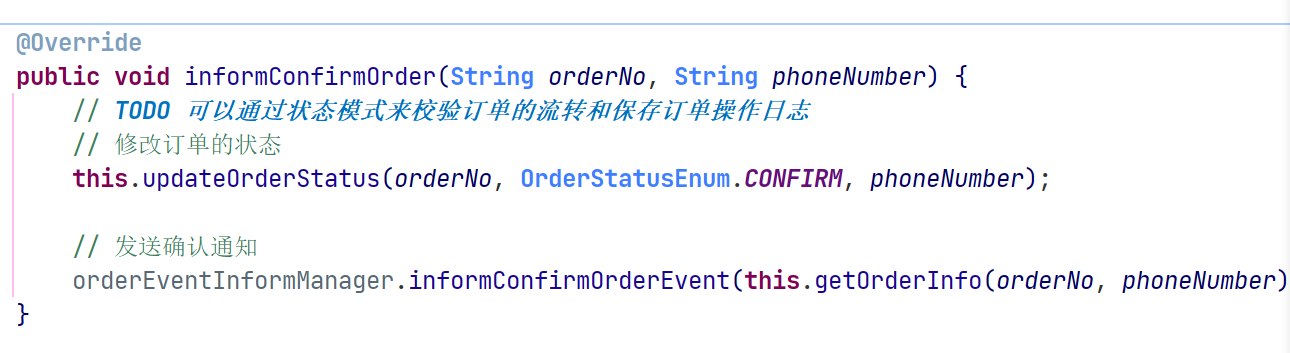 @Override
public void informConfirmOrder(String orderNo, String phoneNumber) {
    // TODO 可以通过状态模式来校验订单的流转和保存订单操作日志
    // 修改订单的状态
    this.updateOrderStatus(orderNo, OrderStatusEnum.CONFIRM, phoneNumber);
    // 发送确认通知
    orderEventInformManager.informConfirmOrderEvent(this.getOrderInfo(orderNo, phoneNumber)
}